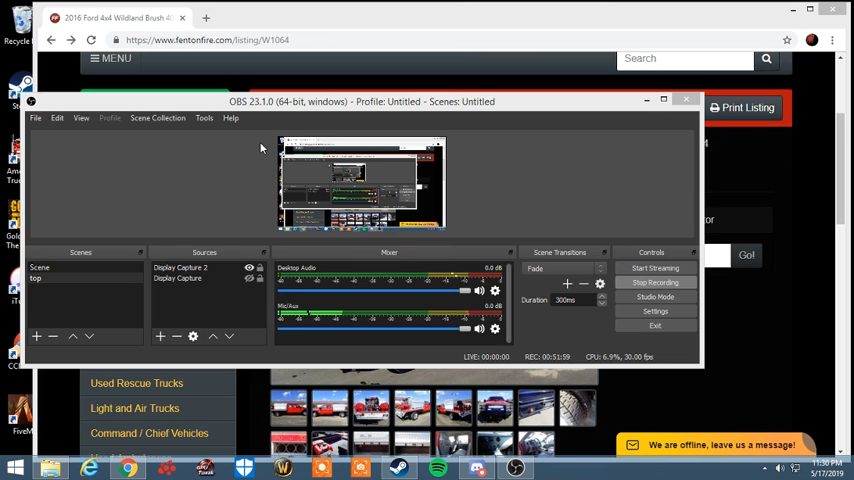 2016 Ford 4x4 Wildland Brush 4
https://www.fentonfire.com/listing/W1064
Recycle
MENU
Search
OBS 23.1.0 (64-bit, windows) - Profile: Untitled - Scenes: Untitled
Print Listing
File Edit View Profile Scene Collection Tools Help
Scenes Sources Mixer Scene Transitions Controls
Scene
top
Display Capture 2
Display Capture
Desktop Audio 0.0 dB
Mic/Aux 0.0 dB
Fade
Duration 300ms
Start Streaming
Stop Recording
Studio Mode
Settings
Exit
Go!
LIVE: 00:00:00 REC: 00:51:59 CPU: 6.9%, 30.00 fps
Used Rescue Trucks
Light and Air Trucks
Command / Chief Vehicles
We are offline, leave us a message!
11:30 PM
5/17/2019